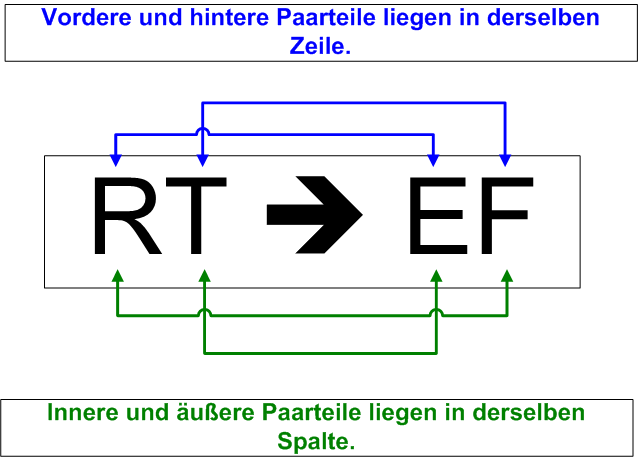 Vordere und hintere Paarteile liegen in derselben
Zeile.
RT ➔ EF
Innere und äußere Paarteile liegen in derselben
Spalte.